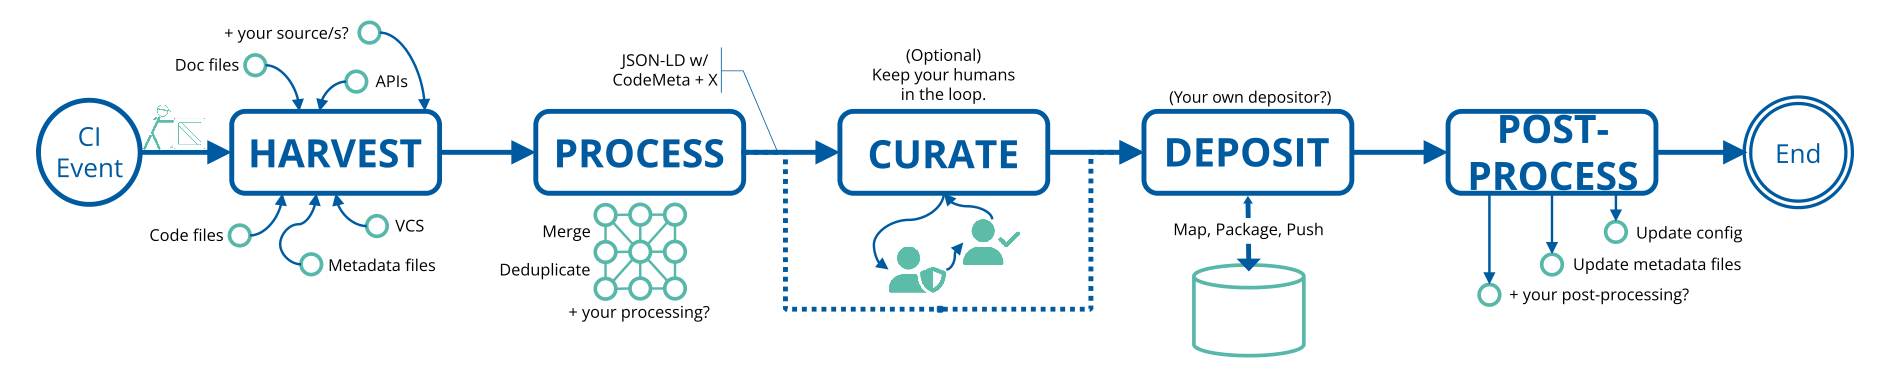 CI
Event
+ your source/s?
Doc files
APIs
HARVEST
Code files
VCS
Metadata files
PROCESS
Merge
Deduplicate
+ your processing?
JSON-LD w/
CodeMeta + X
(Optional)
Keep your humans
in the loop.
CURATE
(Your own depositor?)
DEPOSIT
Map, Package, Push
POST-
PROCESS
Update config
Update metadata files
+ your post-processing?
End